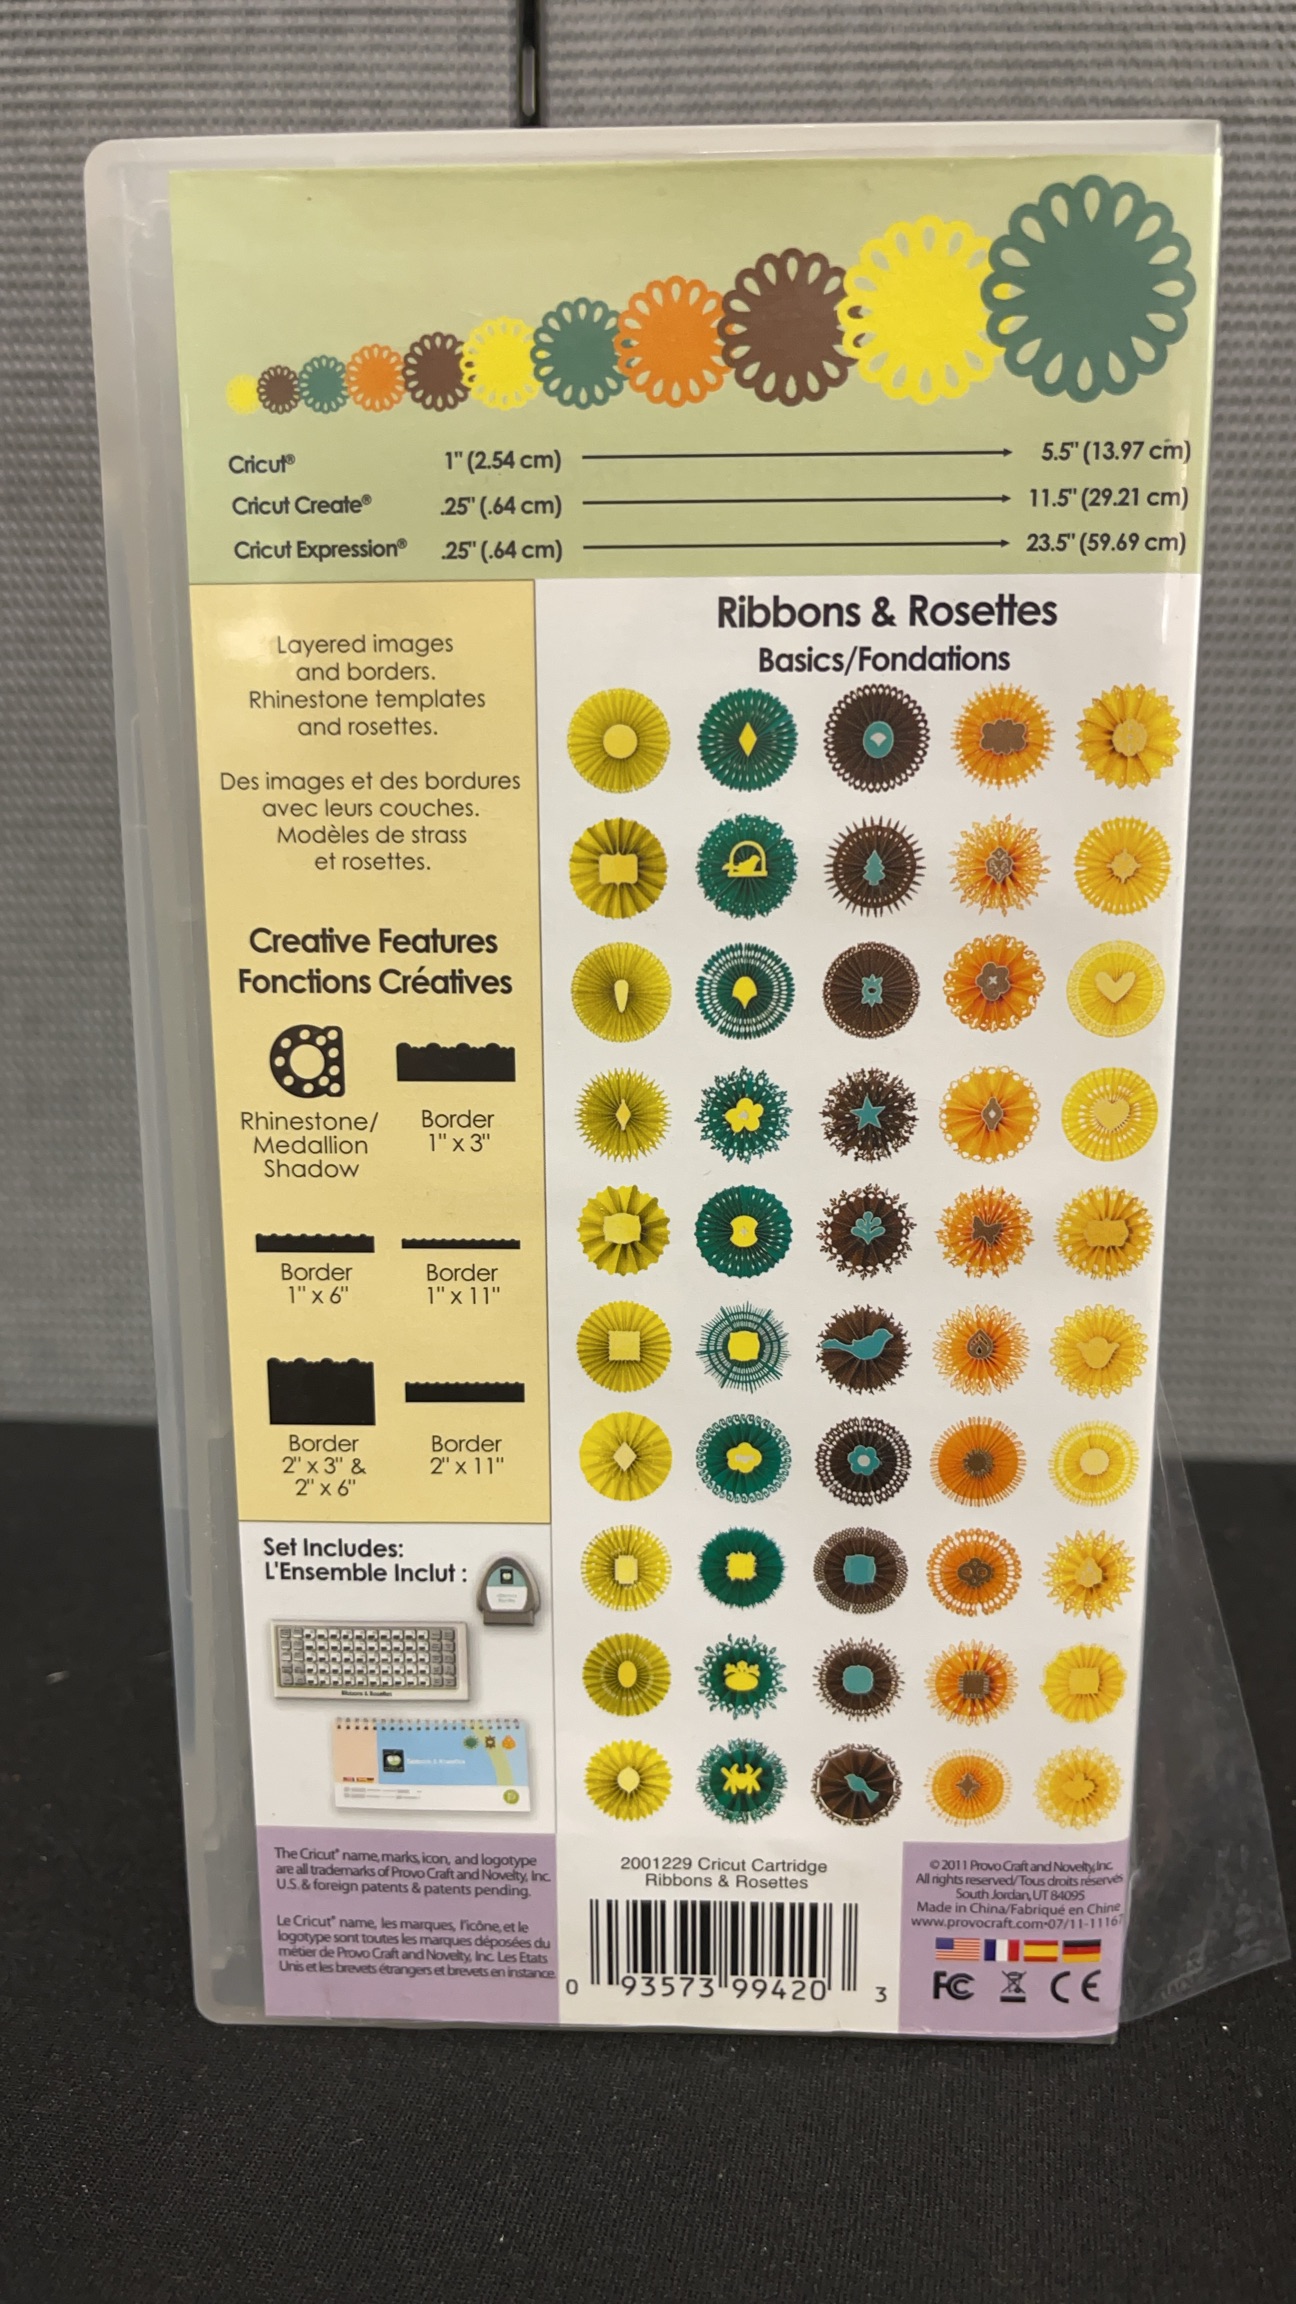 Cricut® 1" (2.54 cm) 5.5" (13.97 cm)
Cricut Create® .25" (.64 cm) 11.5" (29.21 cm)
Cricut Expression® .25" (.64 cm) 23.5" (59.69 cm)
Layered images
and borders.
Rhinestone templates
and rosettes.
Des images et des bordures
avec leurs couches.
Modèles de strass
et rosettes.
Creative Features
Fonctions Créatives
Rhinestone/
Medallion
Shadow
Border
1" x 3"
Border
1" x 6"
Border
1" x 11"
Border
2" x 3" &
2" x 6"
Border
2" x 11"
Set Includes:
L'Ensemble Inclut :
Ribbons & Rosettes
Ribbons & Rosettes
Basics/Fondations
The Cricut® name, marks, icon, and logotype
are all trademarks of Provo Craft and Novelty, Inc.
U.S. & foreign patents & patents pending.
Le Cricut® name, les marques, l'icône, et le
logotype sont toutes les marques déposées du
métier de Provo Craft and Novelty, Inc. Les Etats
Unis et les brevets étrangers et brevets en instance.
2001229 Cricut Cartridge
Ribbons & Rosettes
0 93573 99420 3
© 2011 Provo Craft and Novelty, Inc.
All rights reserved/Tous droits réservés
South Jordan, UT 84095
Made in China/Fabriqué en Chine
www.provocraft.com•07/11-11167
FC CE